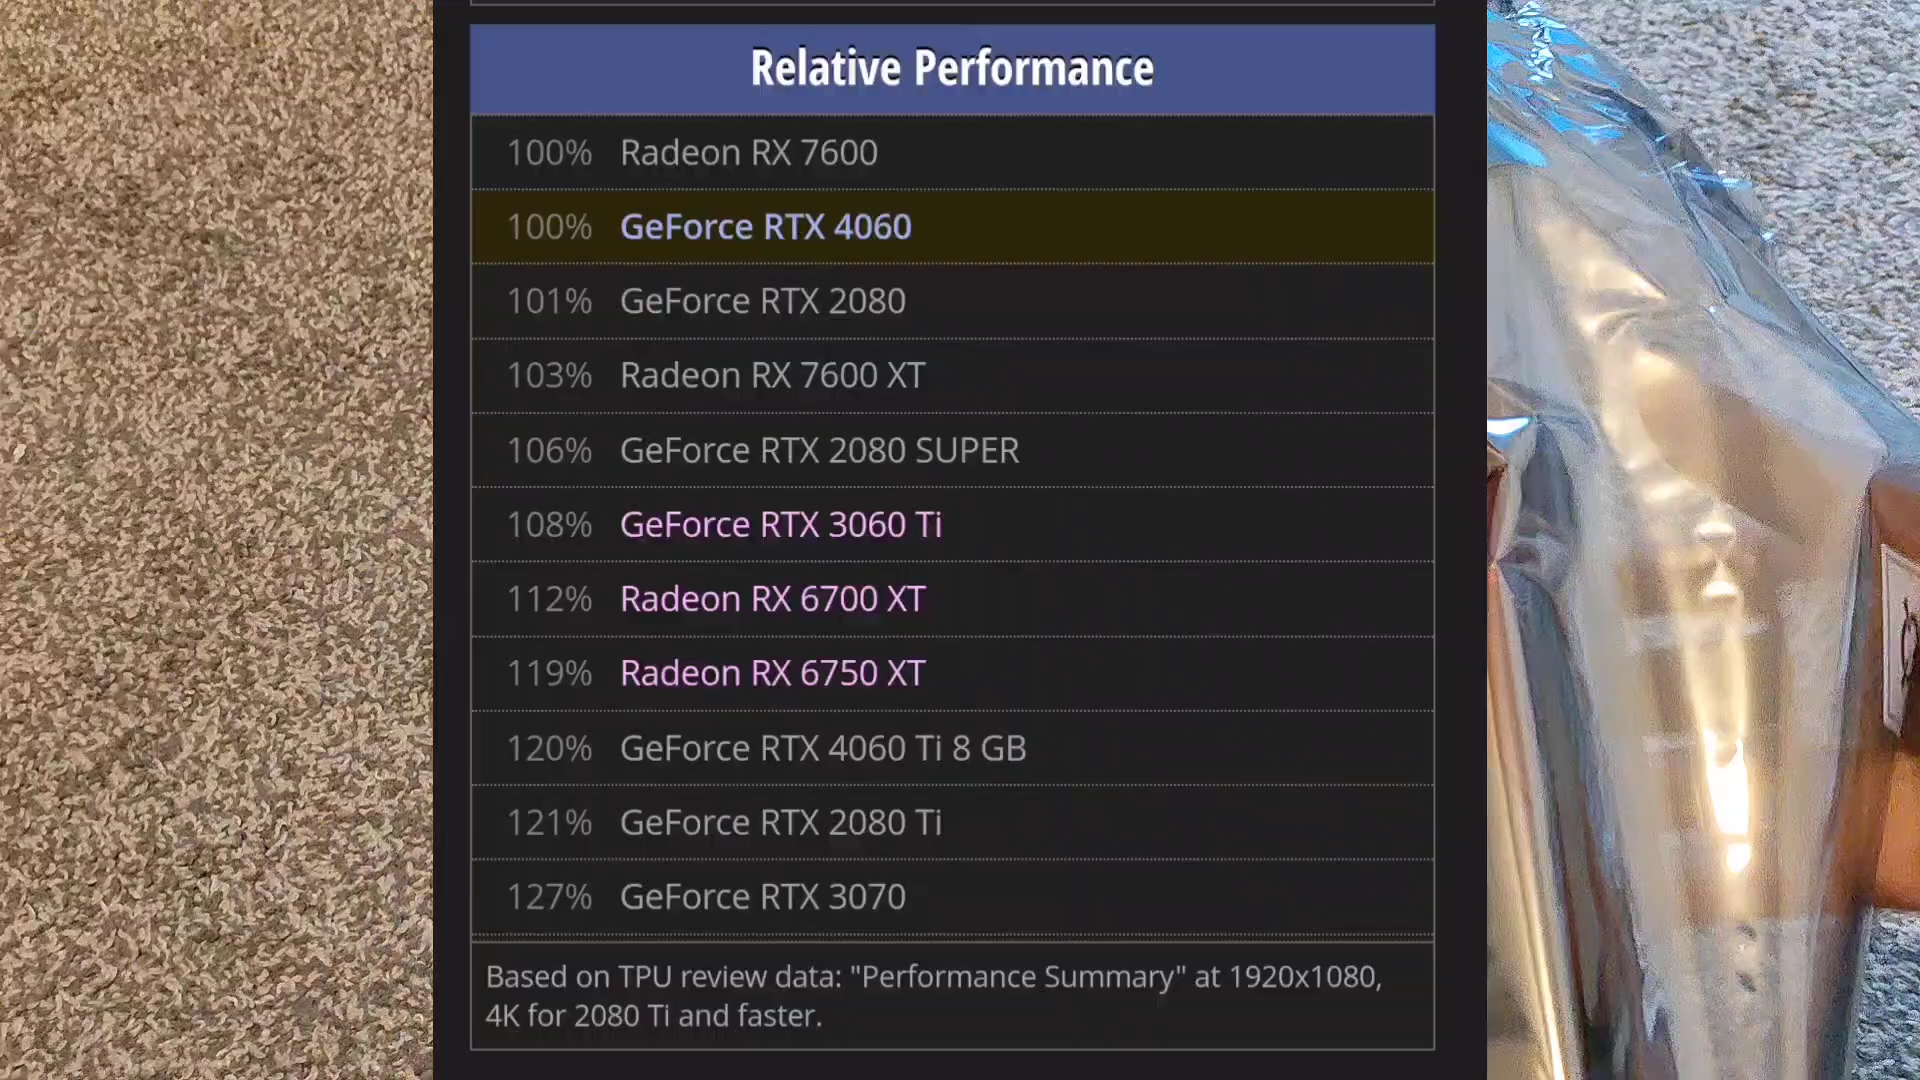 Relative Performance
100% Radeon RX 7600
100% GeForce RTX 4060
101% GeForce RTX 2080
103% Radeon RX 7600 XT
106% GeForce RTX 2080 SUPER
108% GeForce RTX 3060 Ti
112% Radeon RX 6700 XT
119% Radeon RX 6750 XT
120% GeForce RTX 4060 Ti 8 GB
121% GeForce RTX 2080 Ti
127% GeForce RTX 3070
Based on TPU review data: "Performance Summary" at 1920x1080,
4K for 2080 Ti and faster.